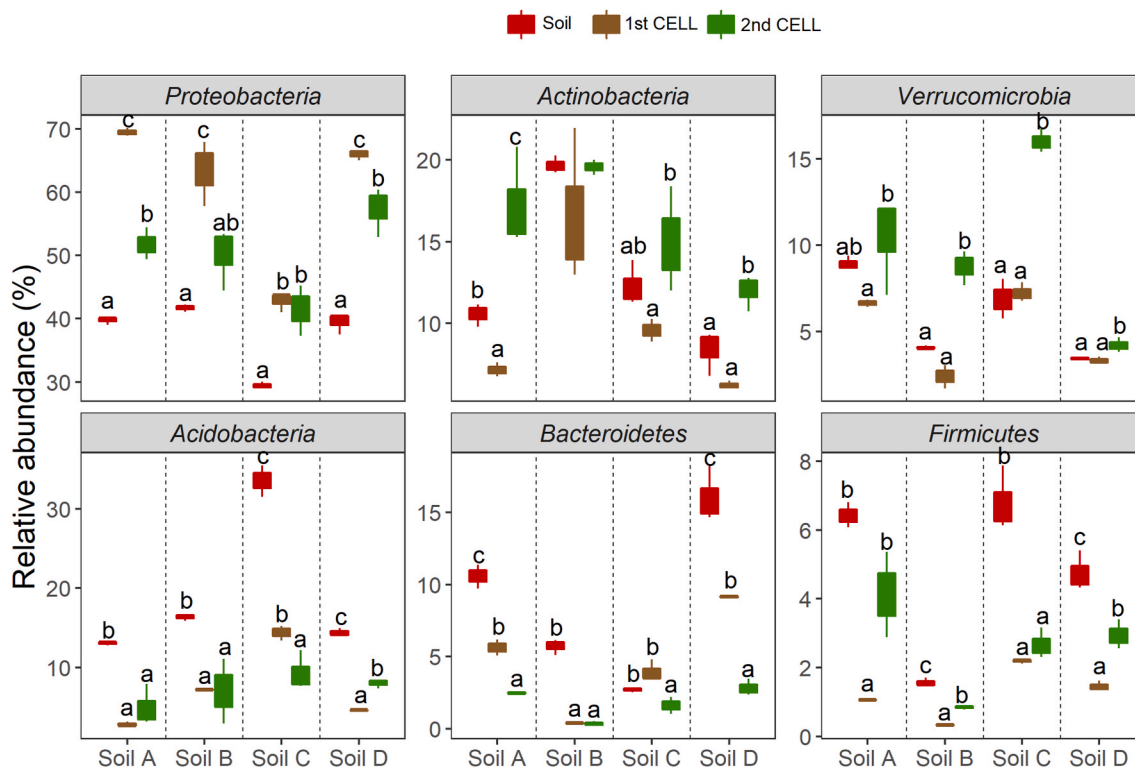 Soil 1st CELL 2nd CELL
Relative abundance (%)
Proteobacteria Actinobacteria Verrucomicrobia
70
60
50
40
30
a c b a c ab a b b a c b
20
15
10
b a c ab a b a a b
15
10
5
ab a b a a b a a b a a b
Acidobacteria Bacteroidetes Firmicutes
30
20
10
b a a b a a c b a c a b
15
10
5
0
c b a b a a b b a c b a
8
6
4
2
0
b a b c a b b a a c a b
Soil A Soil B Soil C Soil D Soil A Soil B Soil C Soil D Soil A Soil B Soil C Soil D